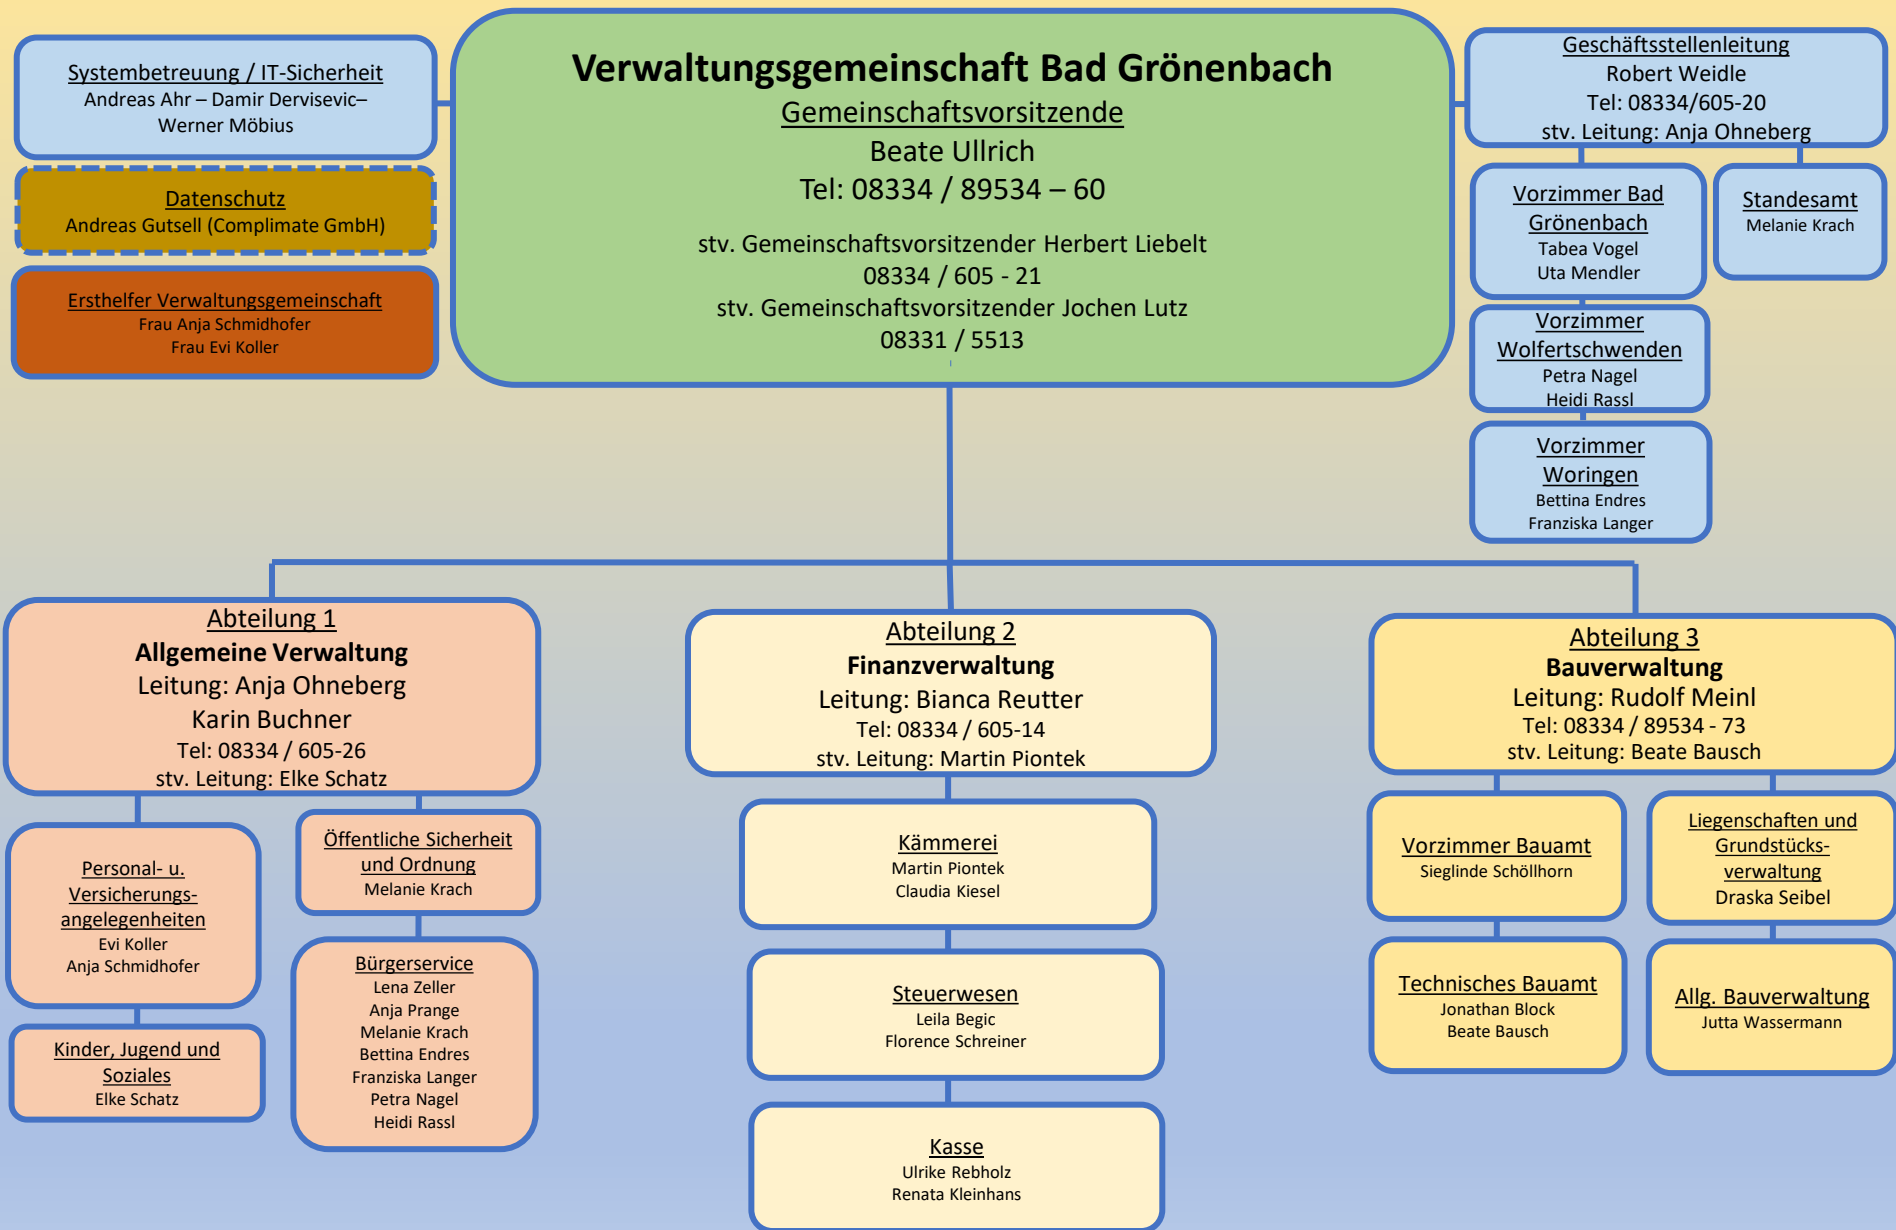 Systembetreuung / IT-Sicherheit
Andreas Ahr – Damir Dervisevic–
Werner Möbius
Datenschutz
Andreas Gutsell (Complimate GmbH)
Ersthelfer Verwaltungsgemeinschaft
Frau Anja Schmidhofer
Frau Evi Koller
Verwaltungsgemeinschaft Bad Grönenbach
Gemeinschaftsvorsitzende
Beate Ullrich
Tel: 08334 / 89534 – 60
stv. Gemeinschaftsvorsitzender Herbert Liebelt
08334 / 605 - 21
stv. Gemeinschaftsvorsitzender Jochen Lutz
08331 / 5513
Geschäftsstellenleitung
Robert Weidle
Tel: 08334/605-20
stv. Leitung: Anja Ohneberg
Vorzimmer Bad
Grönenbach
Tabea Vogel
Uta Mendler
Standesamt
Melanie Krach
Vorzimmer
Wolfertschwenden
Petra Nagel
Heidi Rassl
Vorzimmer
Woringen
Bettina Endres
Franziska Langer
Abteilung 1
Allgemeine Verwaltung
Leitung: Anja Ohneberg
Karin Buchner
Tel: 08334 / 605-26
stv. Leitung: Elke Schatz
Personal- u.
Versicherungs-
angelegenheiten
Evi Koller
Anja Schmidhofer
Kinder, Jugend und
Soziales
Elke Schatz
Öffentliche Sicherheit
und Ordnung
Melanie Krach
Bürgerservice
Lena Zeller
Anja Prange
Melanie Krach
Bettina Endres
Franziska Langer
Petra Nagel
Heidi Rassl
Abteilung 2
Finanzverwaltung
Leitung: Bianca Reutter
Tel: 08334 / 605-14
stv. Leitung: Martin Piontek
Kämmerei
Martin Piontek
Claudia Kiesel
Steuerwesen
Leila Begic
Florence Schreiner
Kasse
Ulrike Rebholz
Renata Kleinhans
Abteilung 3
Bauverwaltung
Leitung: Rudolf Meinl
Tel: 08334 / 89534 - 73
stv. Leitung: Beate Bausch
Vorzimmer Bauamt
Sieglinde Schöllhorn
Technisches Bauamt
Jonathan Block
Beate Bausch
Liegenschaften und
Grundstücks-
verwaltung
Draska Seibel
Allg. Bauverwaltung
Jutta Wassermann